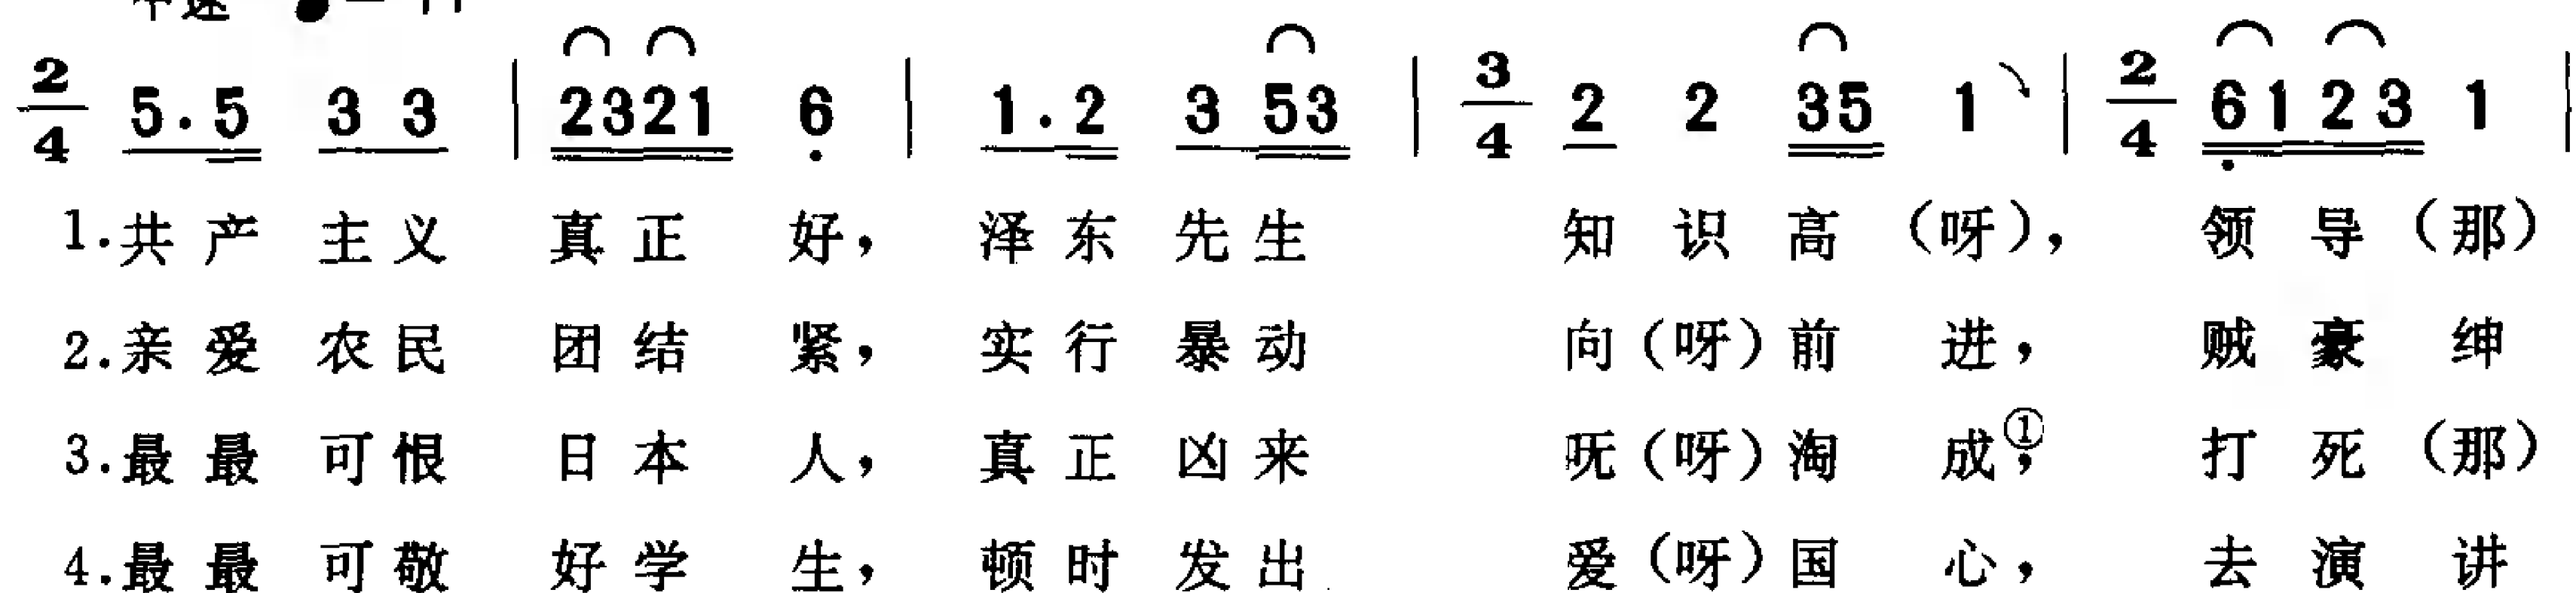 2/4 5.5 3 3 | 2321 6 | 1.2 3 53 | 3/4 2 2 35 1 | 2/4 6123 1 |
1.共产主义真正好，泽东先生知识高（呀），领导（那）
2.亲爱农民团结紧，实行暴动向（呀）前进，贼豪绅
3.最最可恨日本人，真正凶来呒（呀）淘成①，打死（那）
4.最最可敬好学生，顿时发出爱（呀）国心，去演讲